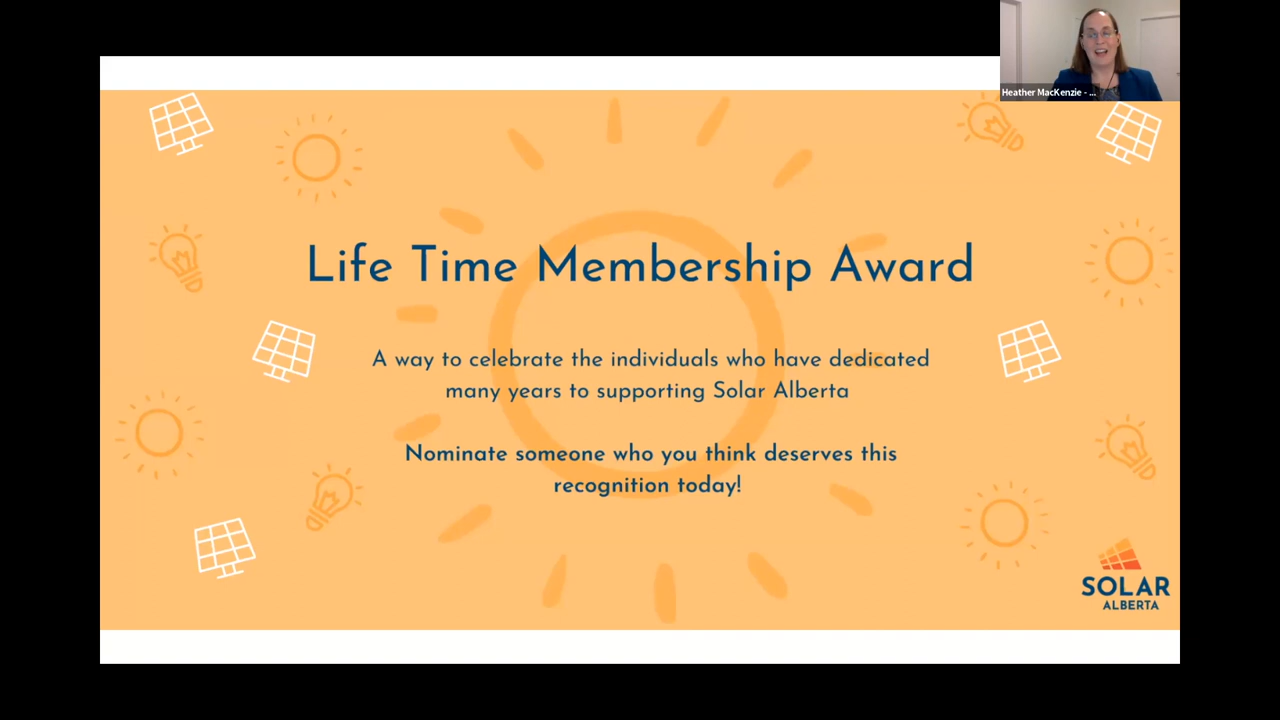 Heather MacKenzie - ...
Life Time Membership Award
A way to celebrate the individuals who have dedicated
many years to supporting Solar Alberta
Nominate someone who you think deserves this
recognition today!
SOLAR
ALBERTA